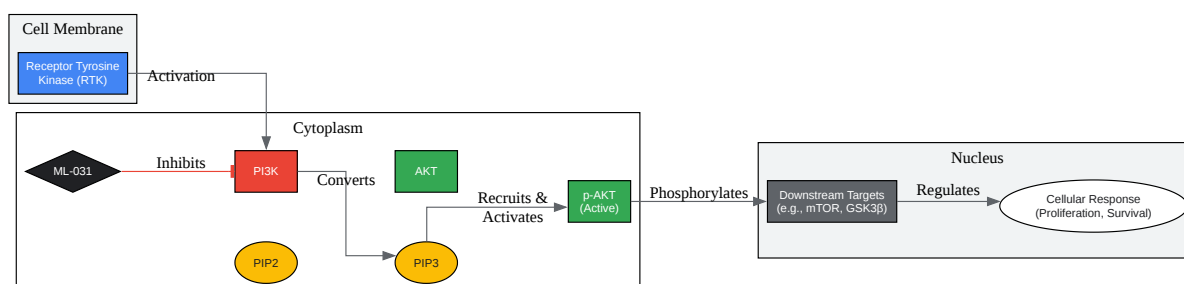 Cell Membrane
Receptor Tyrosine
Kinase (RTK)
Activation
Cytoplasm
ML-031
Inhibits
PI3K
Converts
AKT
Recruits &
Activates
p-AKT
(Active)
Phosphorylates
PIP2
PIP3
Nucleus
Downstream Targets
(e.g., mTOR, GSK3β)
Regulates
Cellular Response
(Proliferation, Survival)